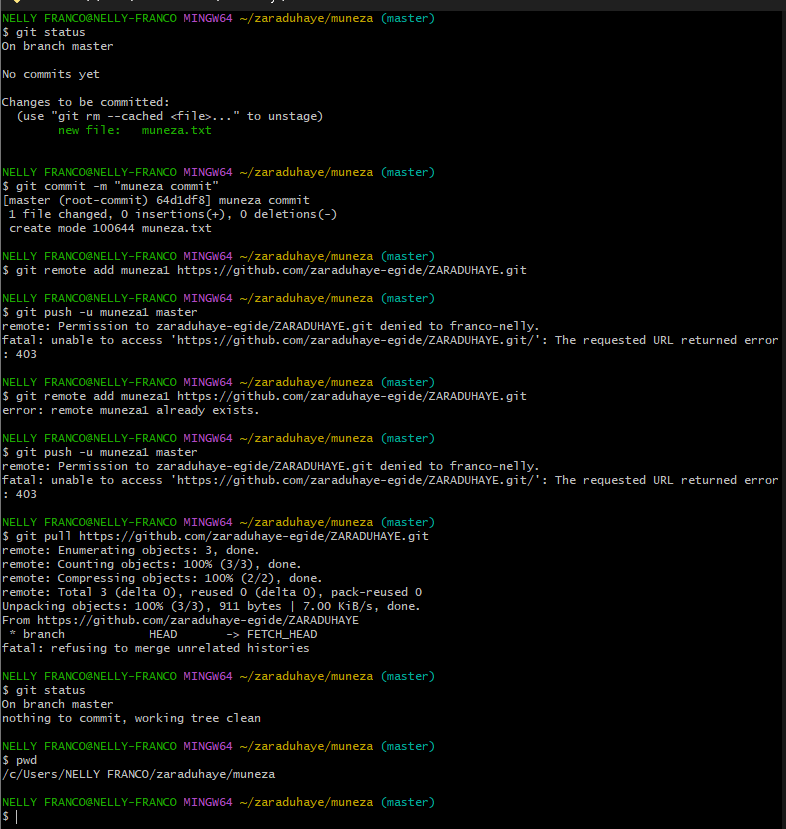 NELLY FRANCO@NELLY-FRANCO MINGW64 ~/zaraduhaye/muneza (master)
$ git status
On branch master
No commits yet
Changes to be committed:
  (use "git rm --cached <file>..." to unstage)
        new file:   muneza.txt
NELLY FRANCO@NELLY-FRANCO MINGW64 ~/zaraduhaye/muneza (master)
$ git commit -m "muneza commit"
[master (root-commit) 64d1df8] muneza commit
 1 file changed, 0 insertions(+), 0 deletions(-)
 create mode 100644 muneza.txt
NELLY FRANCO@NELLY-FRANCO MINGW64 ~/zaraduhaye/muneza (master)
$ git remote add muneza1 https://github.com/zaraduhaye-egide/ZARADUHAYE.git
NELLY FRANCO@NELLY-FRANCO MINGW64 ~/zaraduhaye/muneza (master)
$ git push -u muneza1 master
remote: Permission to zaraduhaye-egide/ZARADUHAYE.git denied to franco-nelly.
fatal: unable to access 'https://github.com/zaraduhaye-egide/ZARADUHAYE.git/': The requested URL returned error
: 403
NELLY FRANCO@NELLY-FRANCO MINGW64 ~/zaraduhaye/muneza (master)
$ git remote add muneza1 https://github.com/zaraduhaye-egide/ZARADUHAYE.git
error: remote muneza1 already exists.
NELLY FRANCO@NELLY-FRANCO MINGW64 ~/zaraduhaye/muneza (master)
$ git push -u muneza1 master
remote: Permission to zaraduhaye-egide/ZARADUHAYE.git denied to franco-nelly.
fatal: unable to access 'https://github.com/zaraduhaye-egide/ZARADUHAYE.git/': The requested URL returned error
: 403
NELLY FRANCO@NELLY-FRANCO MINGW64 ~/zaraduhaye/muneza (master)
$ git pull https://github.com/zaraduhaye-egide/ZARADUHAYE.git
remote: Enumerating objects: 3, done.
remote: Counting objects: 100% (3/3), done.
remote: Compressing objects: 100% (2/2), done.
remote: Total 3 (delta 0), reused 0 (delta 0), pack-reused 0
Unpacking objects: 100% (3/3), 911 bytes | 7.00 KiB/s, done.
From https://github.com/zaraduhaye-egide/ZARADUHAYE
 * branch            HEAD       -> FETCH_HEAD
fatal: refusing to merge unrelated histories
NELLY FRANCO@NELLY-FRANCO MINGW64 ~/zaraduhaye/muneza (master)
$ git status
On branch master
nothing to commit, working tree clean
NELLY FRANCO@NELLY-FRANCO MINGW64 ~/zaraduhaye/muneza (master)
$ pwd
/c/Users/NELLY FRANCO/zaraduhaye/muneza
NELLY FRANCO@NELLY-FRANCO MINGW64 ~/zaraduhaye/muneza (master)
$